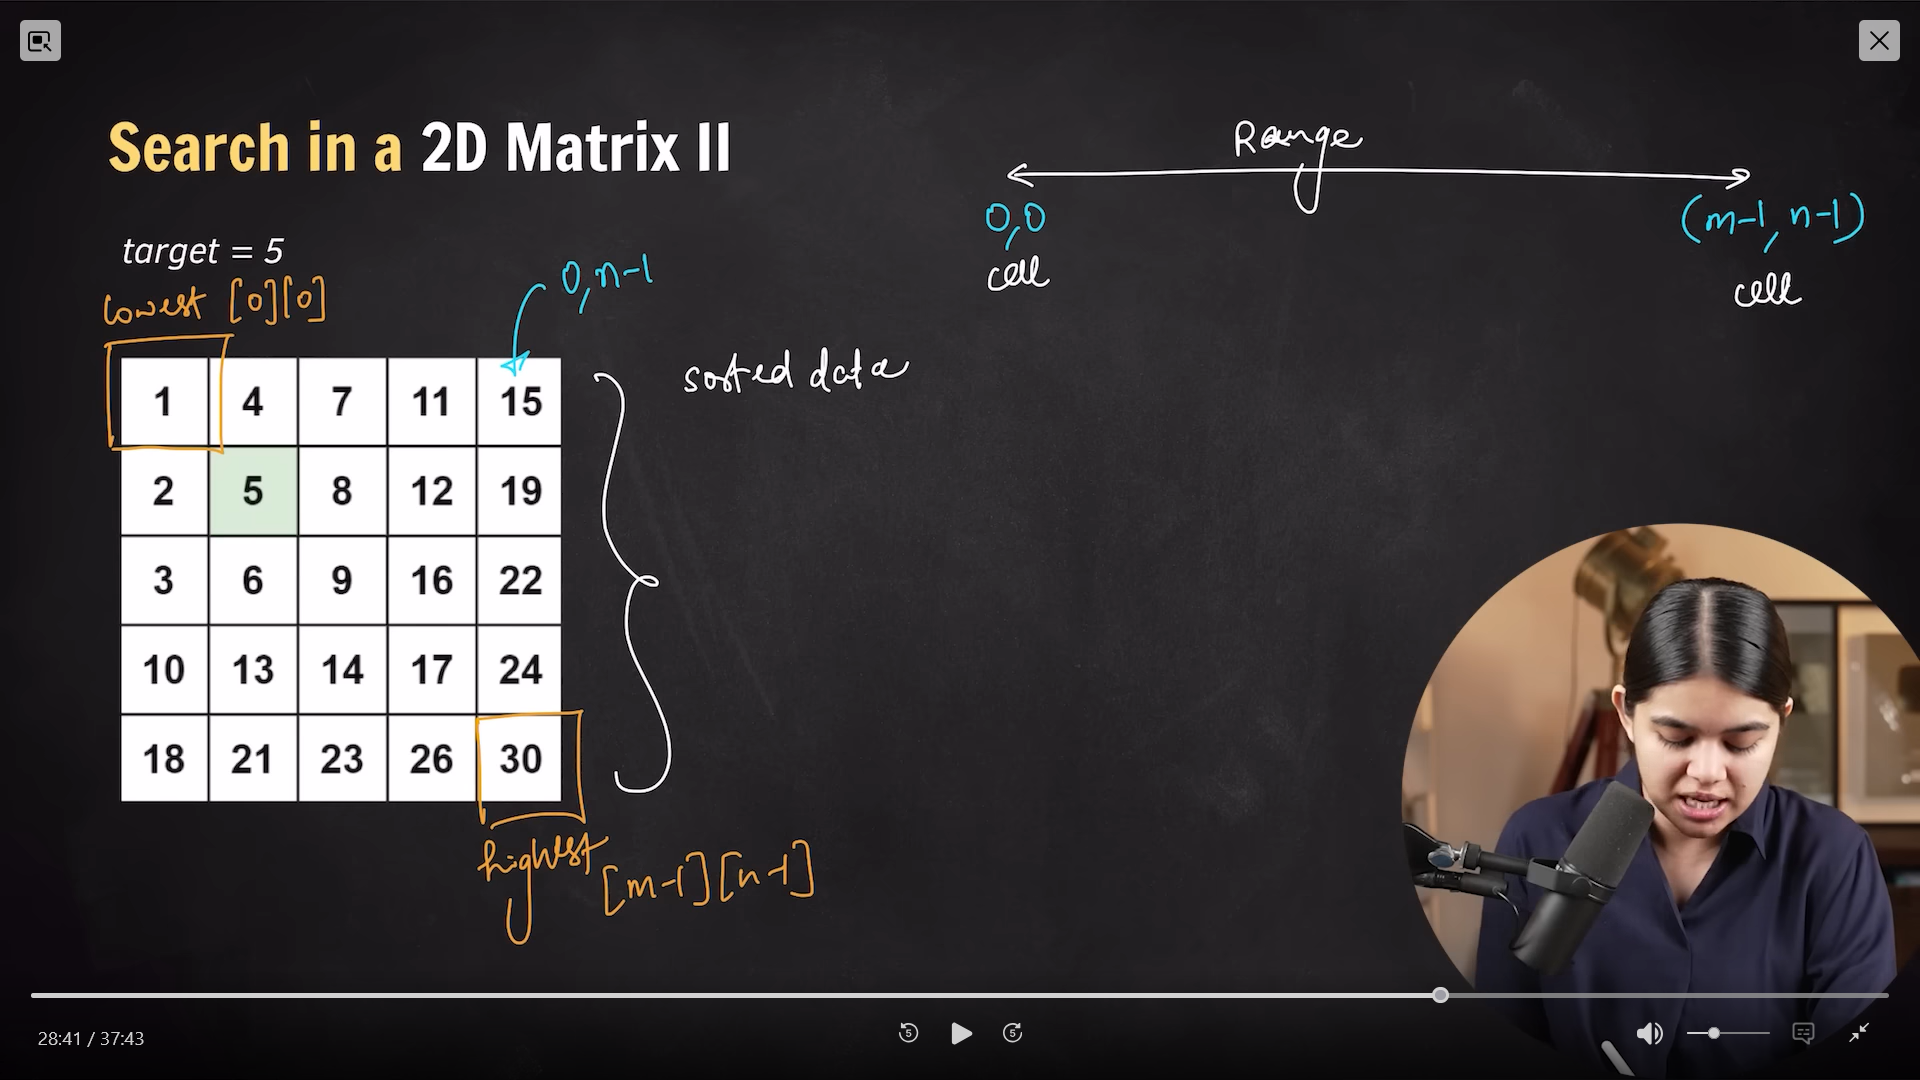 Search in a 2D Matrix II
Range
0,0
cell
(m-1, n-1)
cell
target = 5
lowest [0][0]
0, n-1
sorted data
1 4 7 11 15
2 5 8 12 19
3 6 9 16 22
10 13 14 17 24
18 21 23 26 30
highest [m-1][n-1]
28:41 / 37:43
5
5